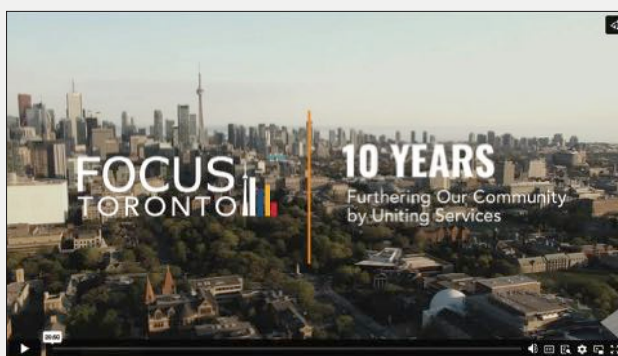 FOCUS
TORONTO
10 YEARS
Furthering Our Community
by Uniting Services